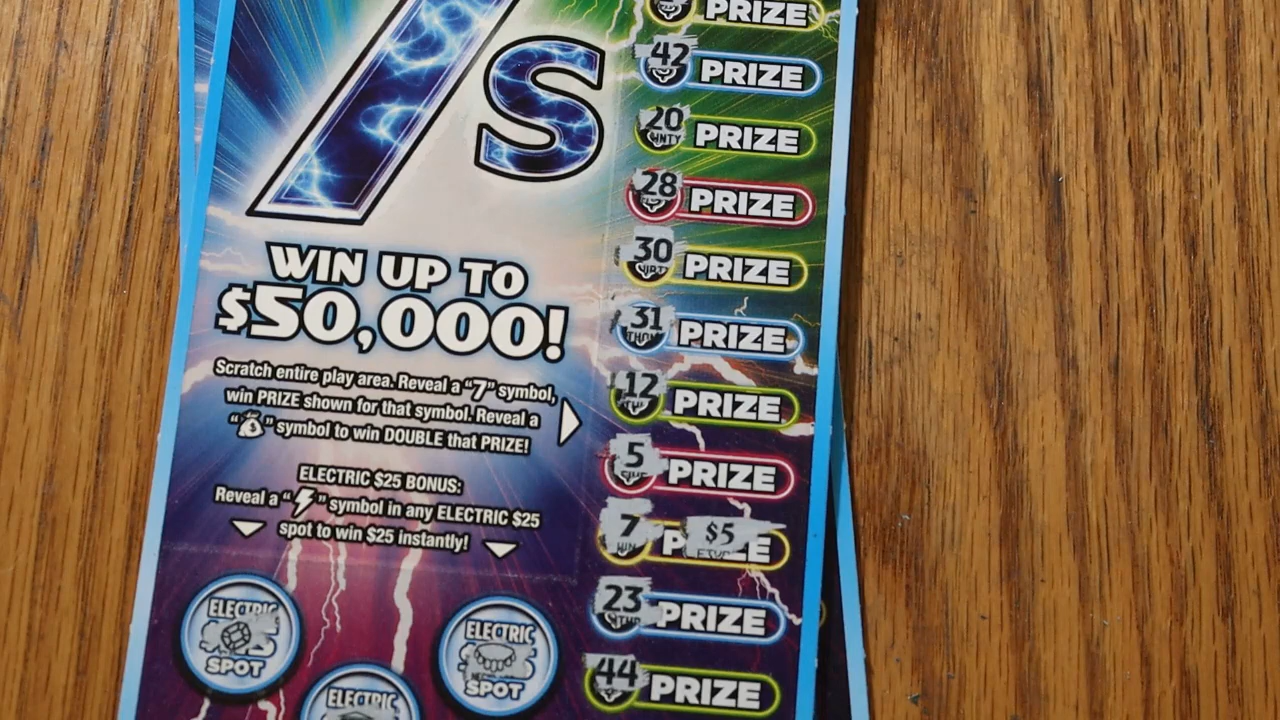 7s
WIN UP TO
$50,000!
Scratch entire play area. Reveal a "7" symbol,
win PRIZE shown for that symbol. Reveal a
" " symbol to win DOUBLE that PRIZE!
ELECTRIC $25 BONUS:
Reveal a " " symbol in any ELECTRIC $25
spot to win $25 instantly!
ELECTRIC
SPOT
ELECTRIC
ELECTRIC
SPOT
PRIZE
42 PRIZE
20 PRIZE
28 PRIZE
30 PRIZE
31 PRIZE
12 PRIZE
5 PRIZE
7 $5
WIN
23 PRIZE
44 PRIZE